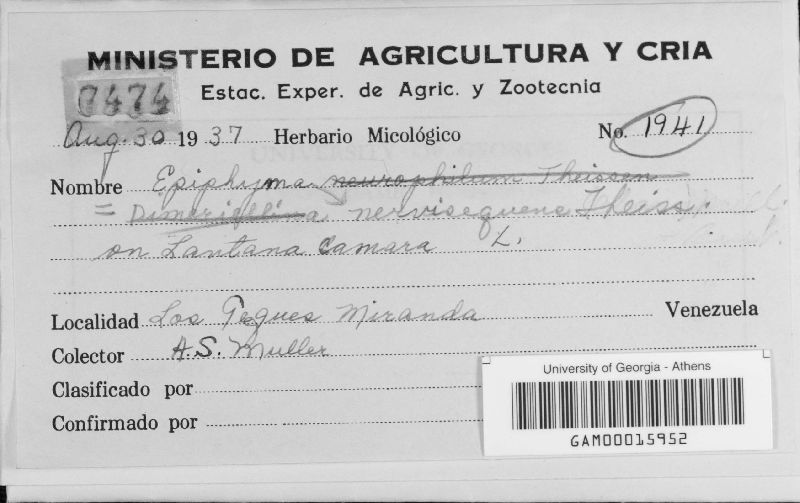 MINISTERIO DE AGRICULTURA Y CRIA
0474
Estac. Exper. de Agric. y Zootecnia
Aug. 30 1937 Herbario Micológico No. 1941
Nombre Epiphyma neurophilum Theissen
= Dimeriellina nervisequens Theiss.
on Lantana camara L.
Localidad Los Teques Miranda Venezuela
Colector A.S. Muller
Clasificado por
Confirmado por
University of Georgia - Athens
GAM00015952